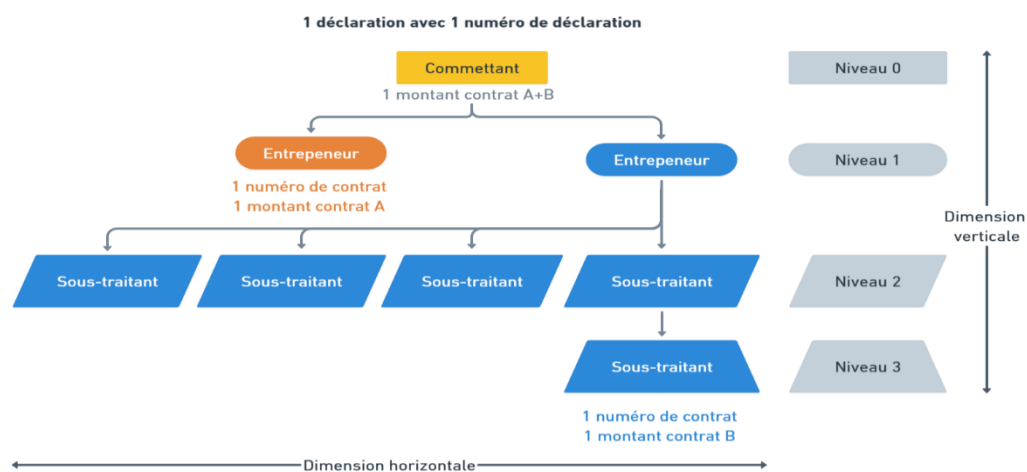 1 déclaration avec 1 numéro de déclaration
Commettant
Niveau 0
1 montant contrat A+B
Entrepeneur
Entrepeneur
Niveau 1
1 numéro de contrat
1 montant contrat A
Dimension
verticale
Sous-traitant
Sous-traitant
Sous-traitant
Sous-traitant
Niveau 2
Sous-traitant
Niveau 3
1 numéro de contrat
1 montant contrat B
Dimension horizontale